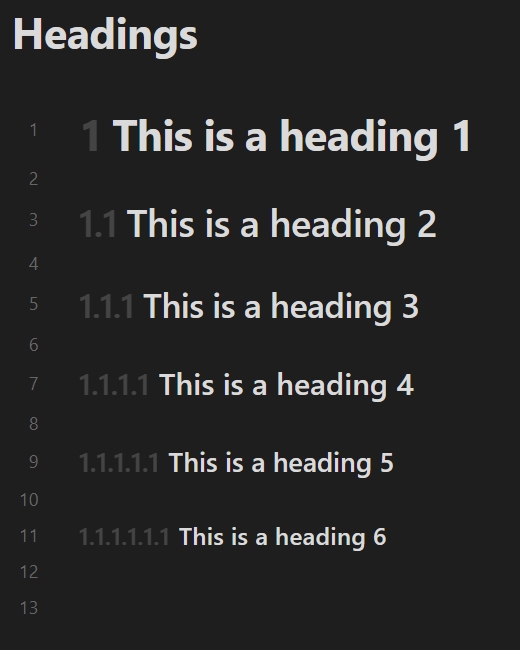 Headings
1 1 This is a heading 1
2
3 1.1 This is a heading 2
4
5 1.1.1 This is a heading 3
6
7 1.1.1.1 This is a heading 4
8
9 1.1.1.1.1 This is a heading 5
10
11 1.1.1.1.1.1 This is a heading 6
12
13